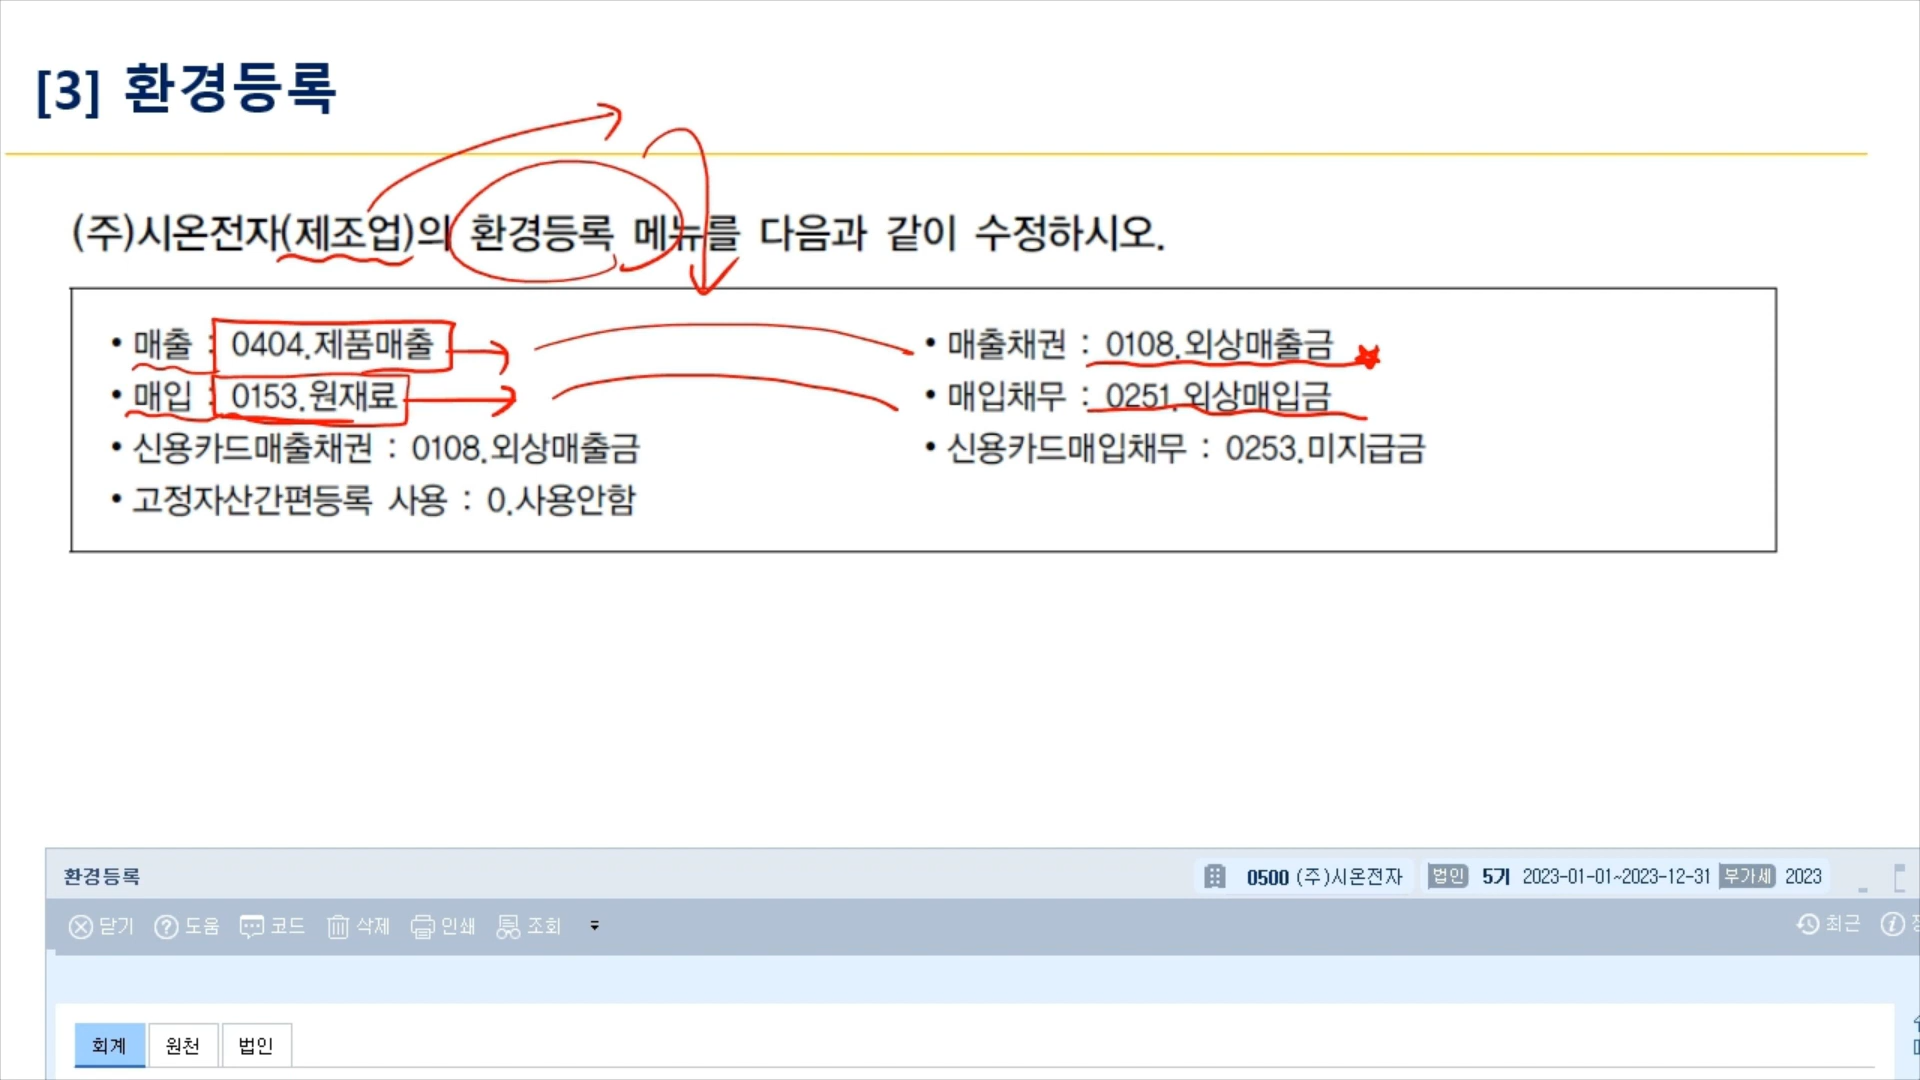 [3] 환경등록
(주)시온전자(제조업)의 환경등록 메뉴를 다음과 같이 수정하시오.
• 매출 : 0404.제품매출
• 매출채권 : 0108.외상매출금
• 매입 : 0153.원재료
• 매입채무 : 0251.외상매입금
• 신용카드매출채권 : 0108.외상매출금
• 신용카드매입채무 : 0253.미지급금
• 고정자산간편등록 사용 : 0.사용안함
환경등록
0500 (주)시온전자 법인 5기 2023-01-01~2023-12-31 부가세 2023
닫기 도움 코드 삭제 인쇄 조회 최근
회계 원천 법인